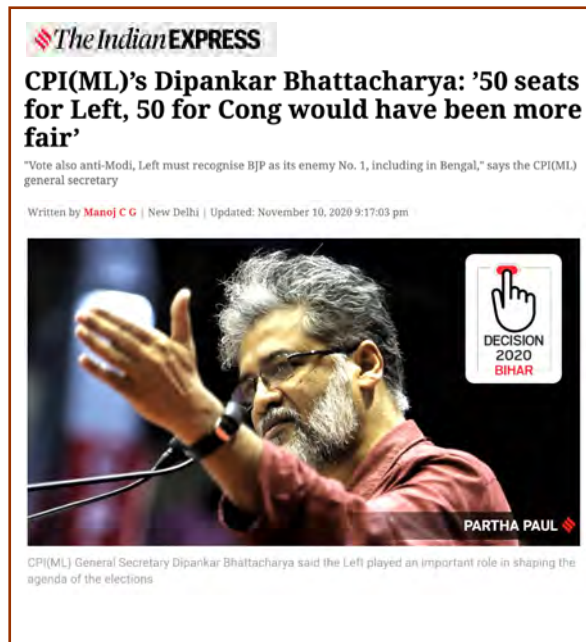 The Indian EXPRESS
CPI(ML)’s Dipankar Bhattacharya: ’50 seats
for Left, 50 for Cong would have been more
fair’
"Vote also anti-Modi, Left must recognise BJP as its enemy No. 1, including in Bengal," says the CPI(ML)
general secretary
Written by Manoj C G | New Delhi | Updated: November 10, 2020 9:17:03 pm
DECISION
2020
BIHAR
PARTHA PAUL
CPI(ML) General Secretary Dipankar Bhattacharya said the Left played an important role in shaping the
agenda of the elections